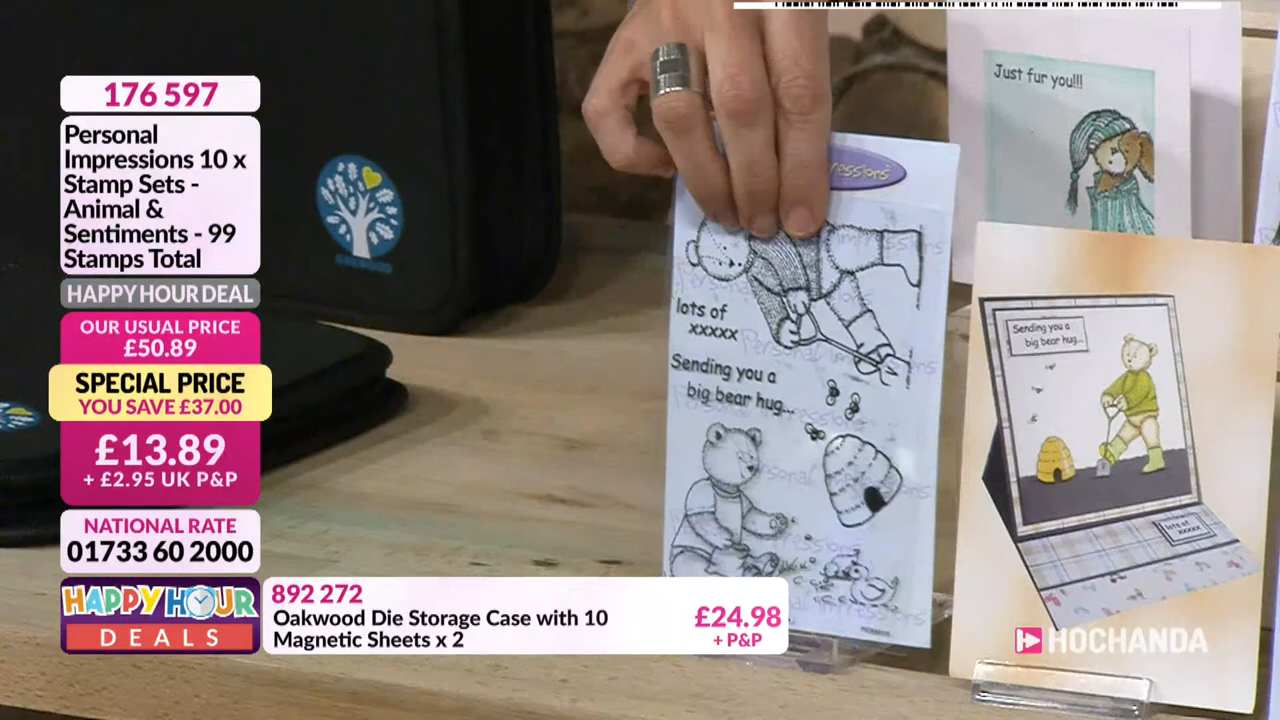 176 597
Personal
Impressions 10 x
Stamp Sets -
Animal &
Sentiments - 99
Stamps Total
HAPPY HOUR DEAL
OUR USUAL PRICE
£50.89
SPECIAL PRICE
YOU SAVE £37.00
£13.89
+ £2.95 UK P&P
NATIONAL RATE
01733 60 2000
HAPPY HOUR
DEALS
892 272
Oakwood Die Storage Case with 10
Magnetic Sheets x 2
£24.98
+ P&P
lots of
xxxxx
Sending you a
big bear hug...
Just fur you!!!
Sending you a
big bear hug...
lots of
xxxxx
HOCHANDA